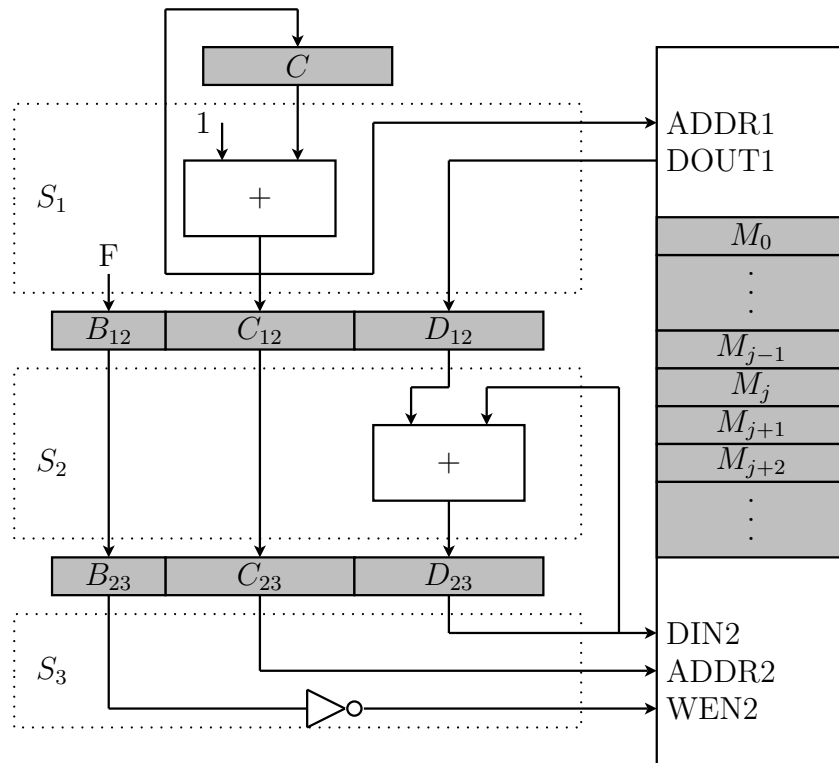 C
1
ADDR1
DOUT1
S₁
+
M₀
F
.
.
.
B₁₂ C₁₂ D₁₂
Mⱼ₋₁
Mⱼ
Mⱼ₊₁
Mⱼ₊₂
S₂
+
.
.
.
B₂₃ C₂₃ D₂₃
DIN2
S₃
ADDR2
WEN2